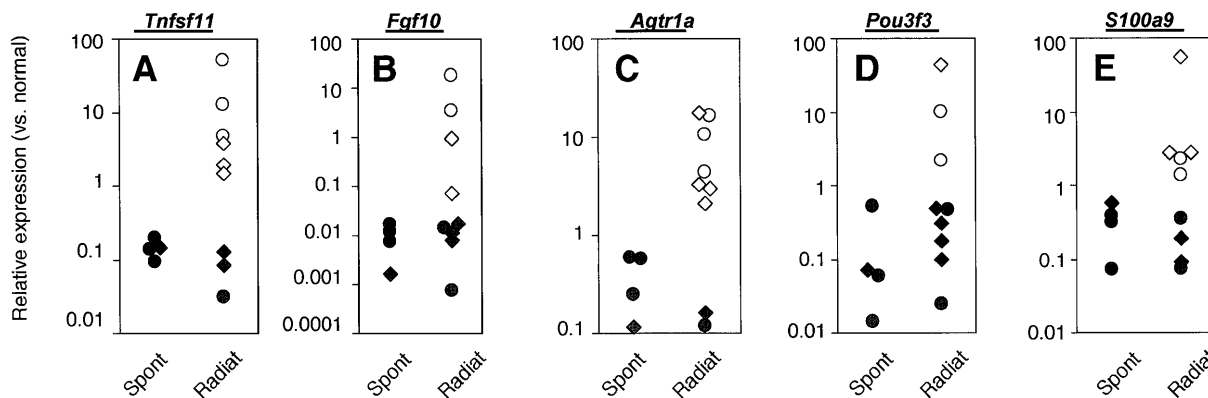 Tnfsf11
Fgf10
Agtr1a
Pou3f3
S100a9
Relative expression (vs. normal)
A
100
10
1
0.1
0.01
Spont
Radiat
B
100
10
1
0.1
0.01
0.001
0.0001
Spont
Radiat
C
100
10
1
0.1
Spont
Radiat
D
100
10
1
0.1
0.01
Spont
Radiat
E
100
10
1
0.1
0.01
Spont
Radiat